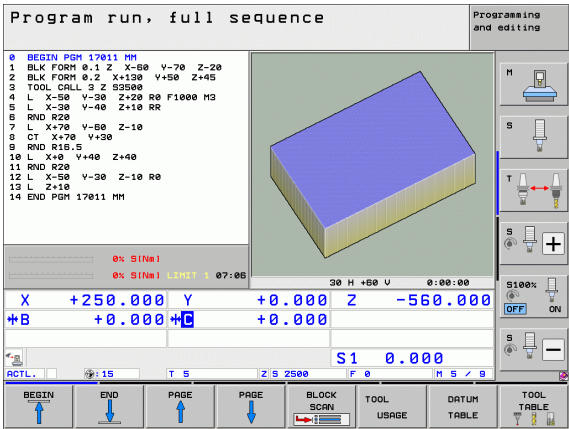 Program run, full sequence
Programming
and editing
0 BEGIN PGM 17011 MM
1 BLK FORM 0.1 Z X-60 Y-70 Z-20
2 BLK FORM 0.2 X+130 Y+50 Z+45
3 TOOL CALL 3 Z S3500
4 L X-50 Y-30 Z+20 R0 F1000 M3
5 L X-30 Y-40 Z+10 RR
6 RND R20
7 L X+70 Y-60 Z-10
8 CT X+70 Y+30
9 RND R16.5
10 L X+0 Y+40 Z+40
11 RND R20
12 L X-50 Y-30 Z-10 R0
13 L Z+10
14 END PGM 17011 MM
M
S
T
S
S100%
OFF ON
S
0% S[Nm]
0% S[Nm] LIMIT 1 07:06
30 H +60 V 0:00:00
X +250.000 Y +0.000 Z -560.000
B +0.000 C +0.000
S1 0.000
ACTL. : 15 T 5 Z S 2500 F 0 M 5 / 9
BEGIN
END
PAGE
PAGE
BLOCK
SCAN
TOOL
USAGE
DATUM
TABLE
TOOL
TABLE